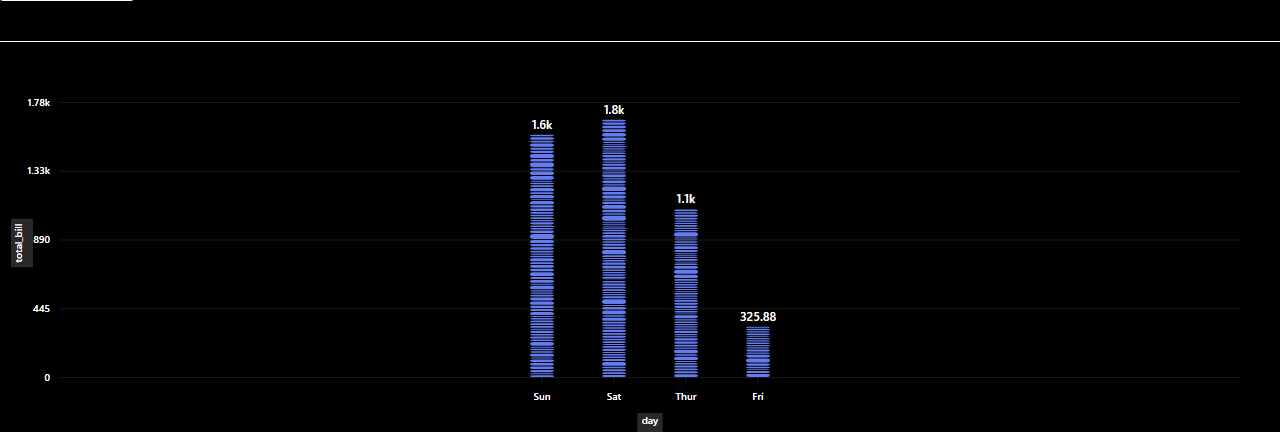 1.78k
1.8k
1.6k
1.33k
1.1k
total_bill
890
325.88
445
0
Sun Sat Thur Fri
day